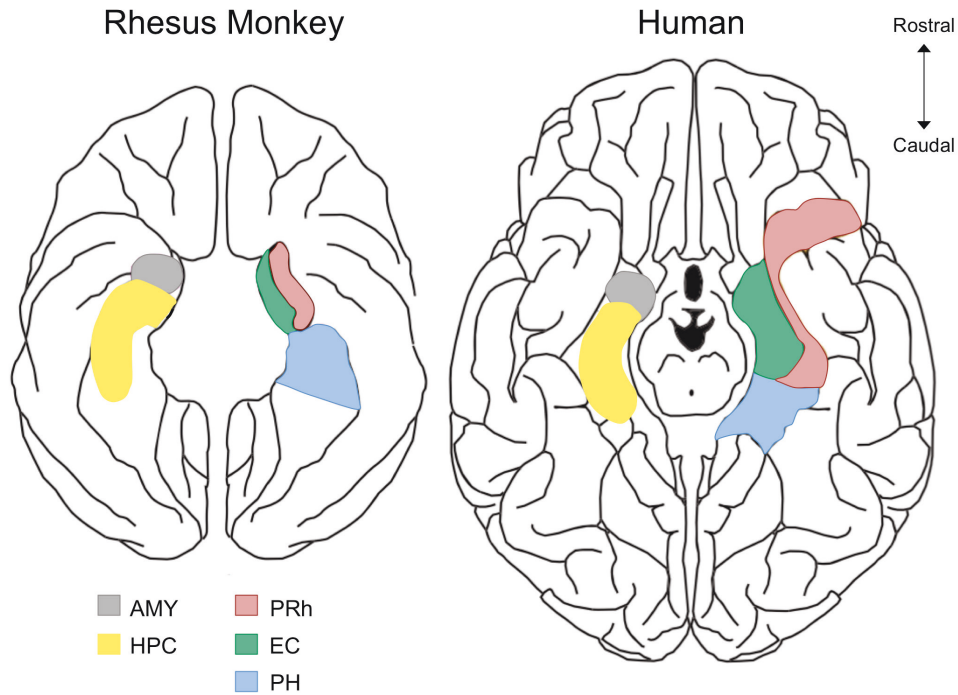 Rhesus Monkey
Human
Rostral
Caudal
AMY
HPC
PRh
EC
PH